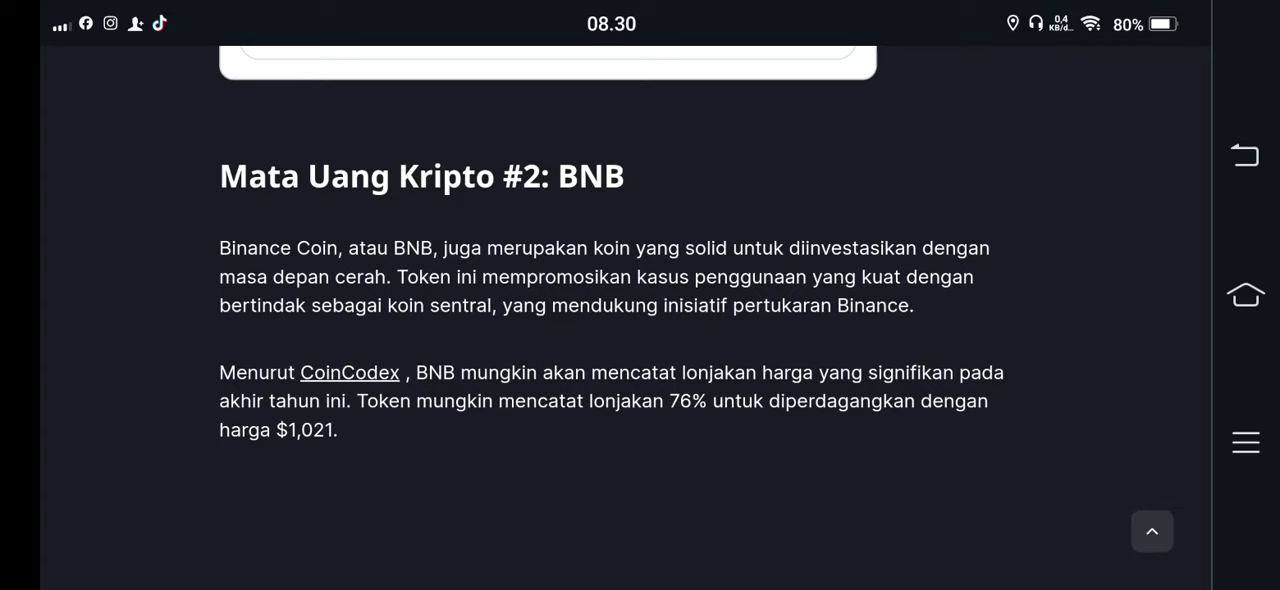 08.30
0,4
KB/d...
80%
Mata Uang Kripto #2: BNB
Binance Coin, atau BNB, juga merupakan koin yang solid untuk diinvestasikan dengan
masa depan cerah. Token ini mempromosikan kasus penggunaan yang kuat dengan
bertindak sebagai koin sentral, yang mendukung inisiatif pertukaran Binance.
Menurut CoinCodex , BNB mungkin akan mencatat lonjakan harga yang signifikan pada
akhir tahun ini. Token mungkin mencatat lonjakan 76% untuk diperdagangkan dengan
harga $1,021.